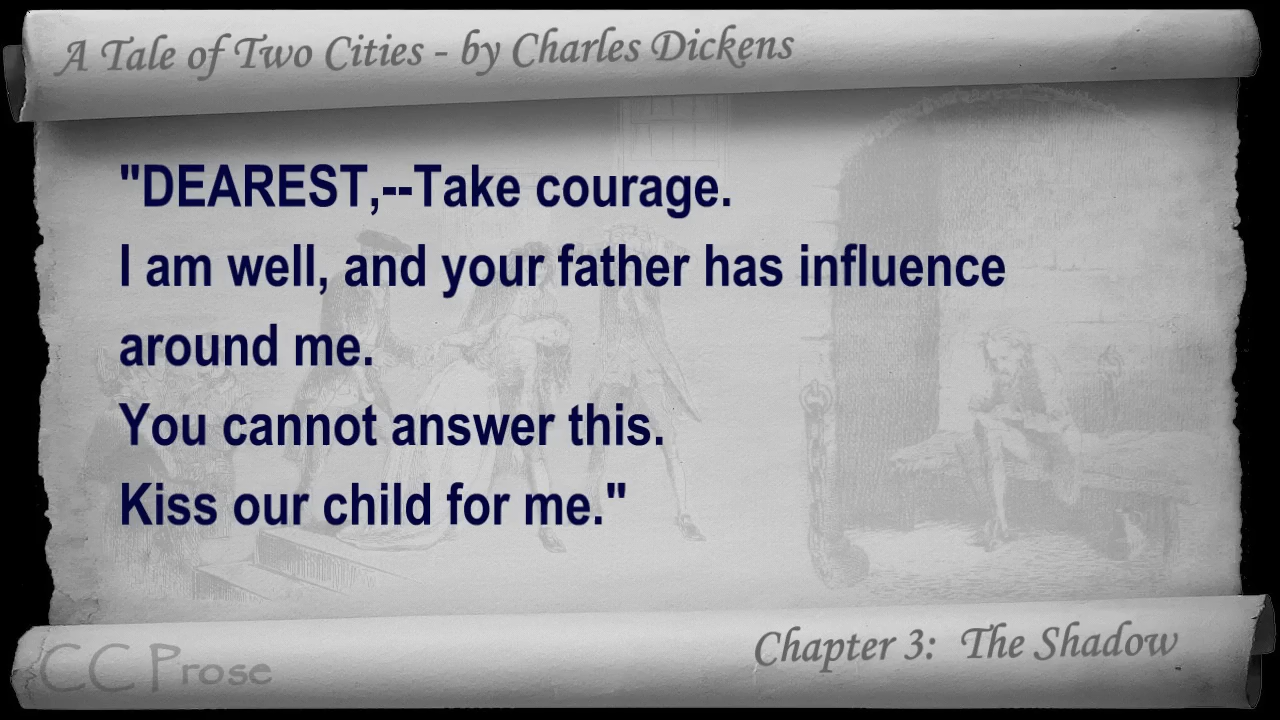 A Tale of Two Cities - by Charles Dickens
"DEAREST,--Take courage.
I am well, and your father has influence
around me.
You cannot answer this.
Kiss our child for me."
Chapter 3: The Shadow
CC Prose